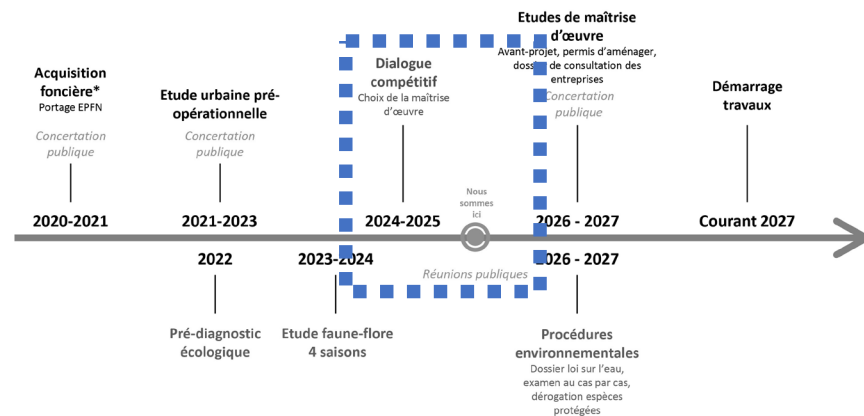 Acquisition
foncière*
Portage EPFN
Concertation
publique
2020-2021
Etude urbaine pré-
opérationnelle
Concertation
publique
2021-2023
Dialogue
compétitif
Choix de la maîtrise
d'œuvre
2024-2025
Nous
sommes
ici
Etudes de maîtrise
d'œuvre
Avant-projet, permis d'aménager,
dossier de consultation des
entreprises
Concertation
publique
2026 - 2027
Démarrage
travaux
Courant 2027
2022
Pré-diagnostic
écologique
2023-2024
Etude faune-flore
4 saisons
Réunions publiques
2026 - 2027
Procédures
environnementales
Dossier loi sur l'eau,
examen au cas par cas,
dérogation espèces
protégées